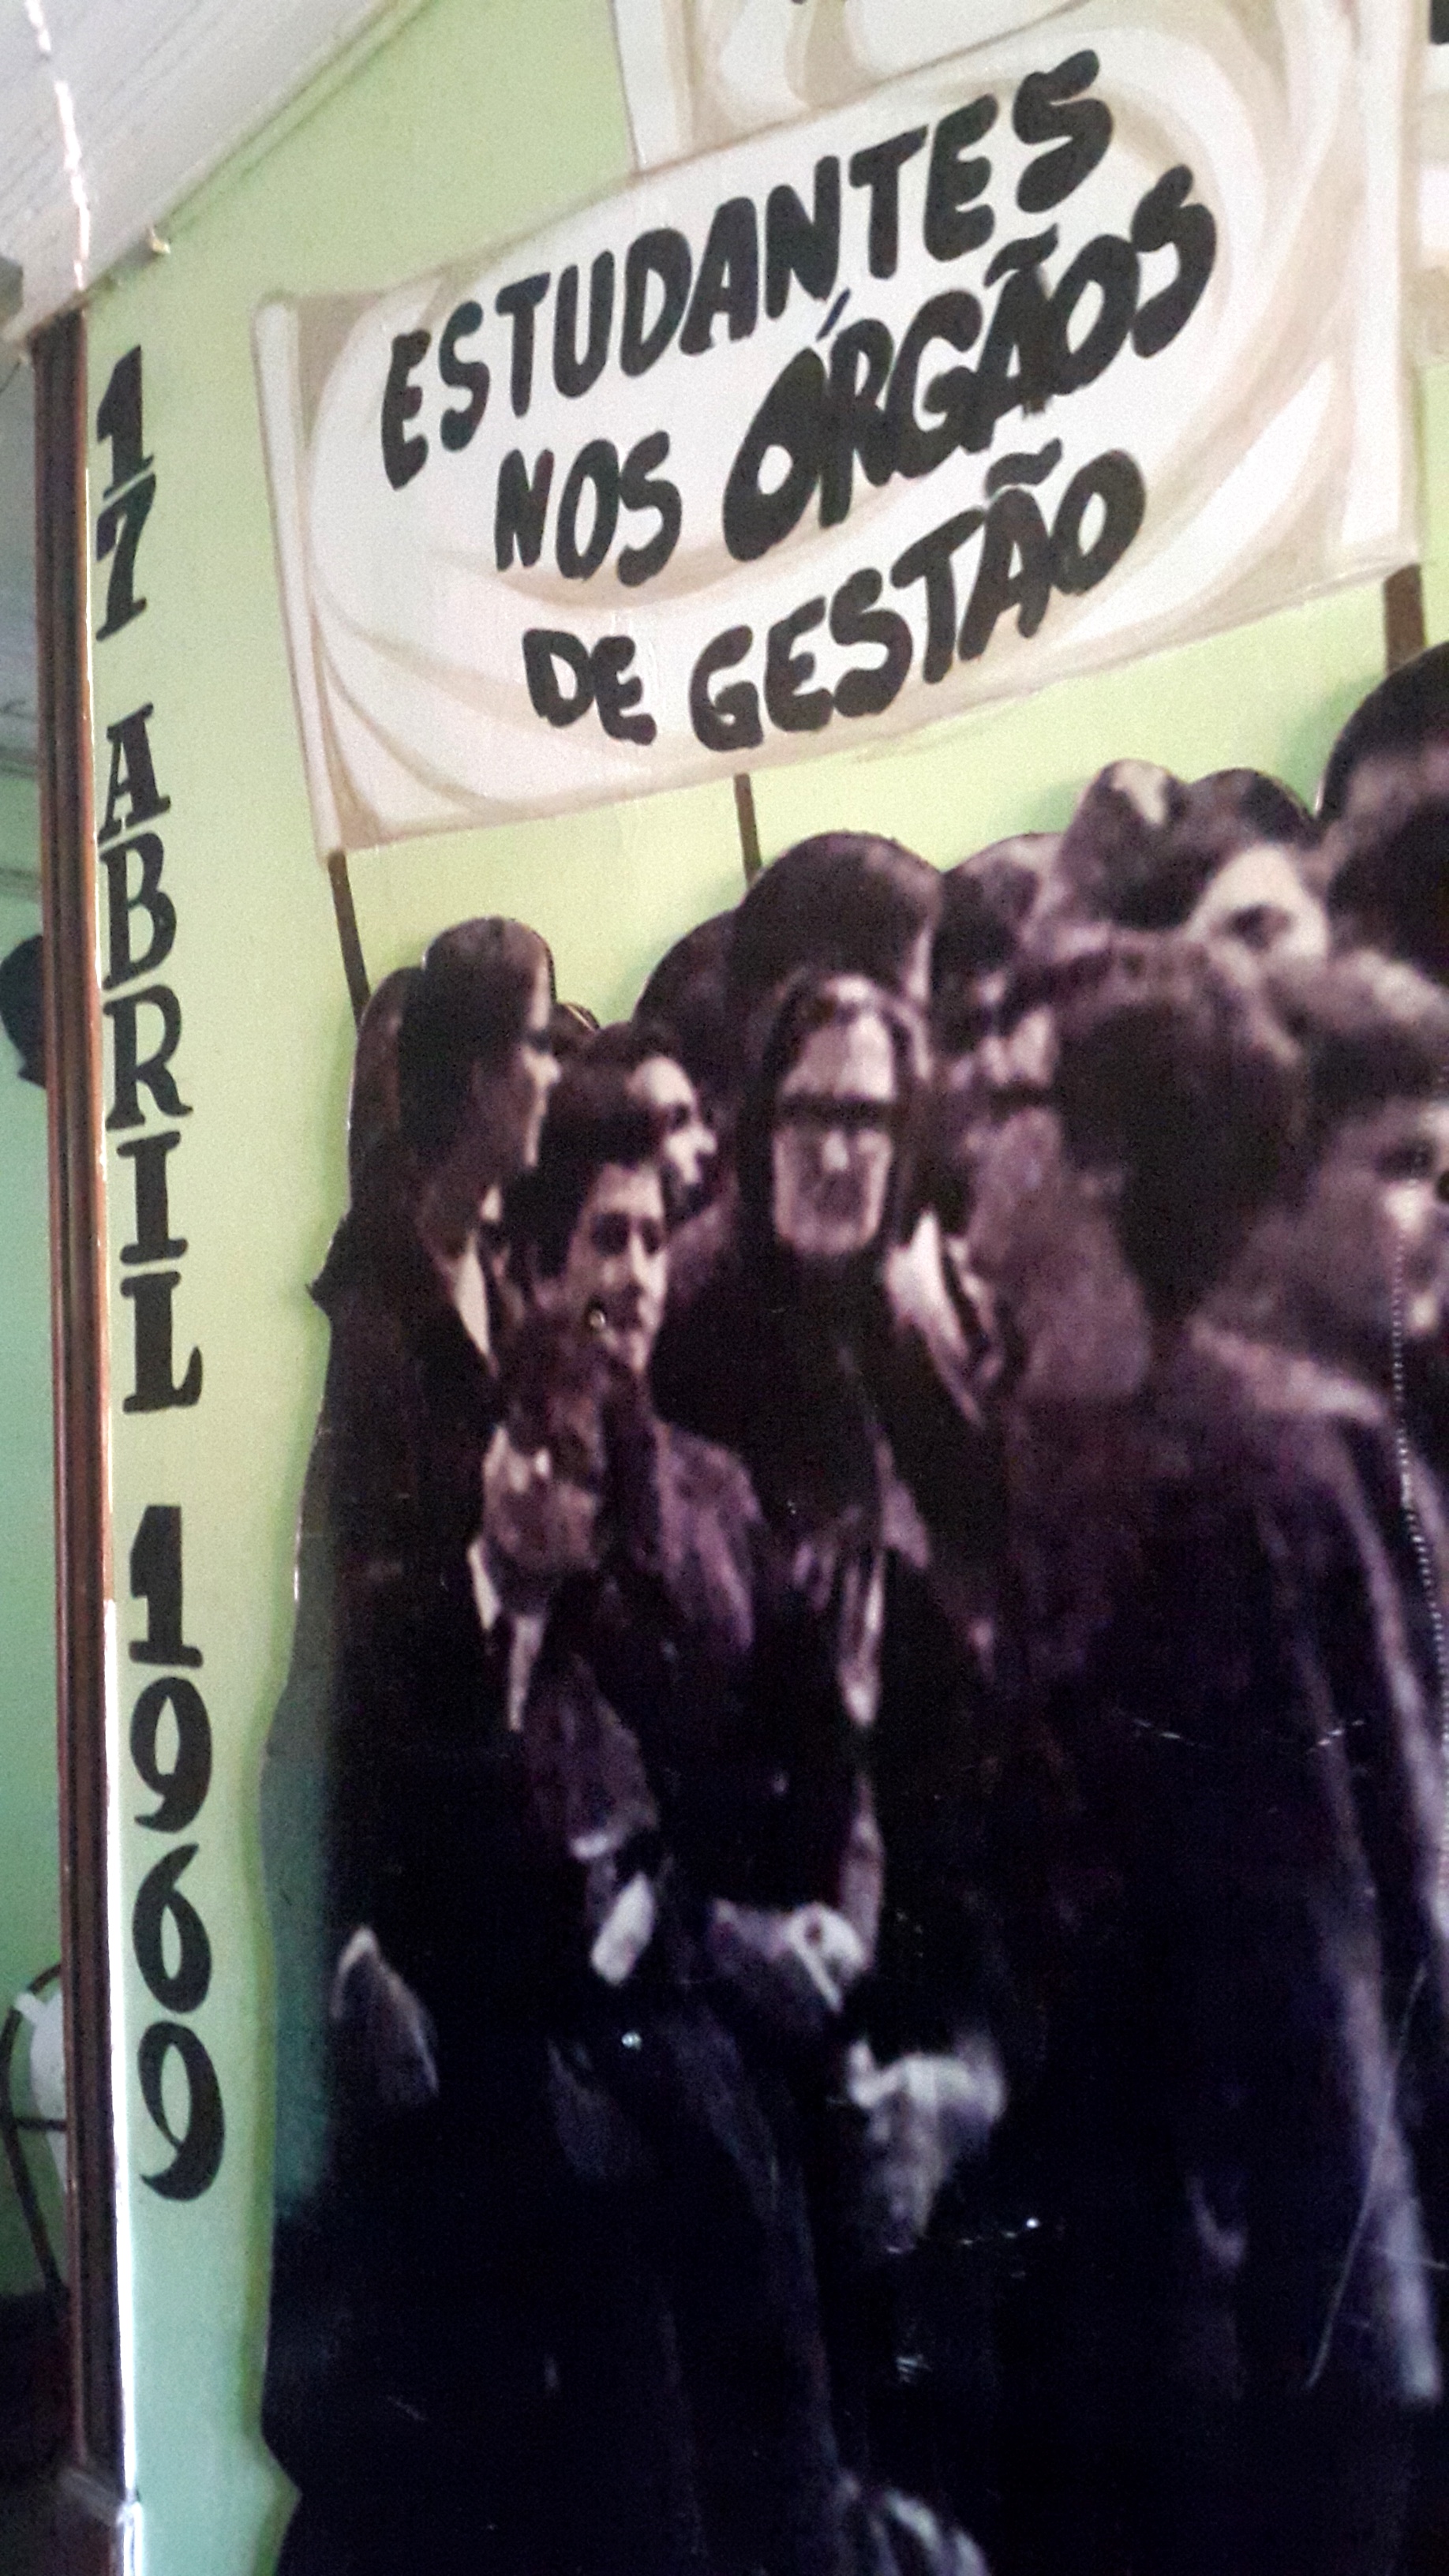 17 ABRIL 1969
ESTUDANTES
NOS ÓRGÃOS
DE GESTÃO